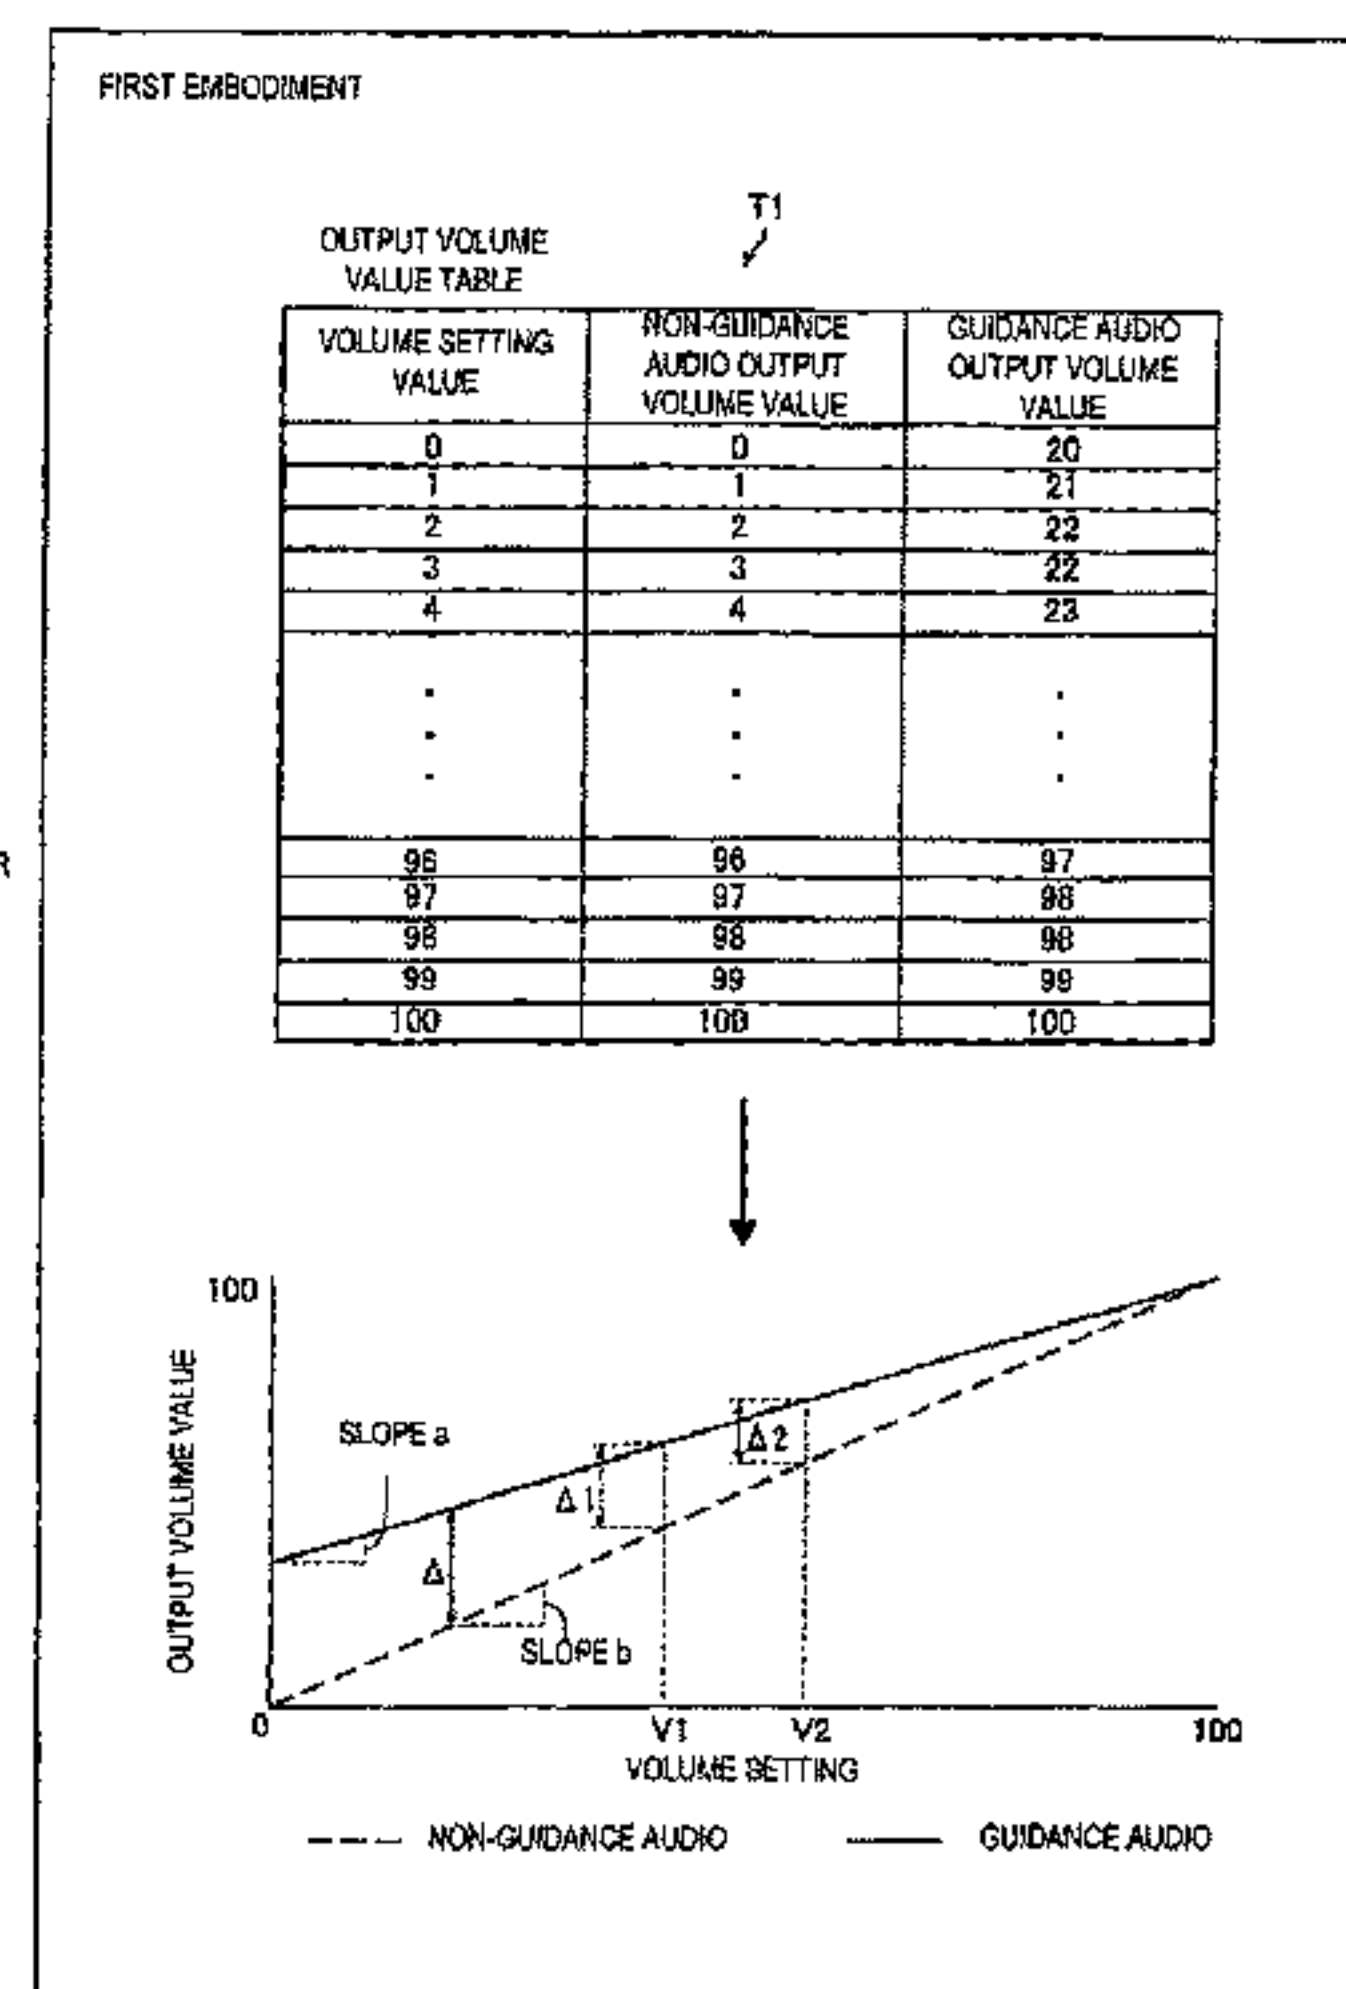 FIRST EMBODIMENT
T1
OUTPUT VOLUME
VALUE TABLE
VOLUME SETTING
VALUE
NON-GUIDANCE
AUDIO OUTPUT
VOLUME VALUE
GUIDANCE AUDIO
OUTPUT VOLUME
VALUE
0 0 20
1 1 21
2 2 22
3 3 22
4 4 23
96 96 97
97 97 98
98 98 98
99 99 99
100 100 100
R
100
OUTPUT VOLUME VALUE
SLOPE a
Δ2
Δ1
Δ
SLOPE b
0 V1 V2 100
VOLUME SETTING
NON-GUIDANCE AUDIO GUIDANCE AUDIO